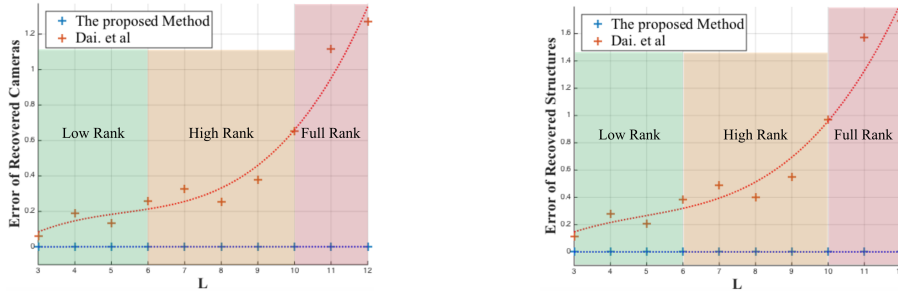 The proposed Method
Dai. et al
Error of Recovered Cameras
1.2
1
0.8
0.6
0.4
0.2
0
Low Rank
High Rank
Full Rank
3 4 5 6 7 8 9 10 11 12
L
The proposed Method
Dai. et al
Error of Recovered Structures
1.6
1.4
1.2
1
0.8
0.6
0.4
0.2
0
Low Rank
High Rank
Full Rank
3 4 5 6 7 8 9 10 11
L